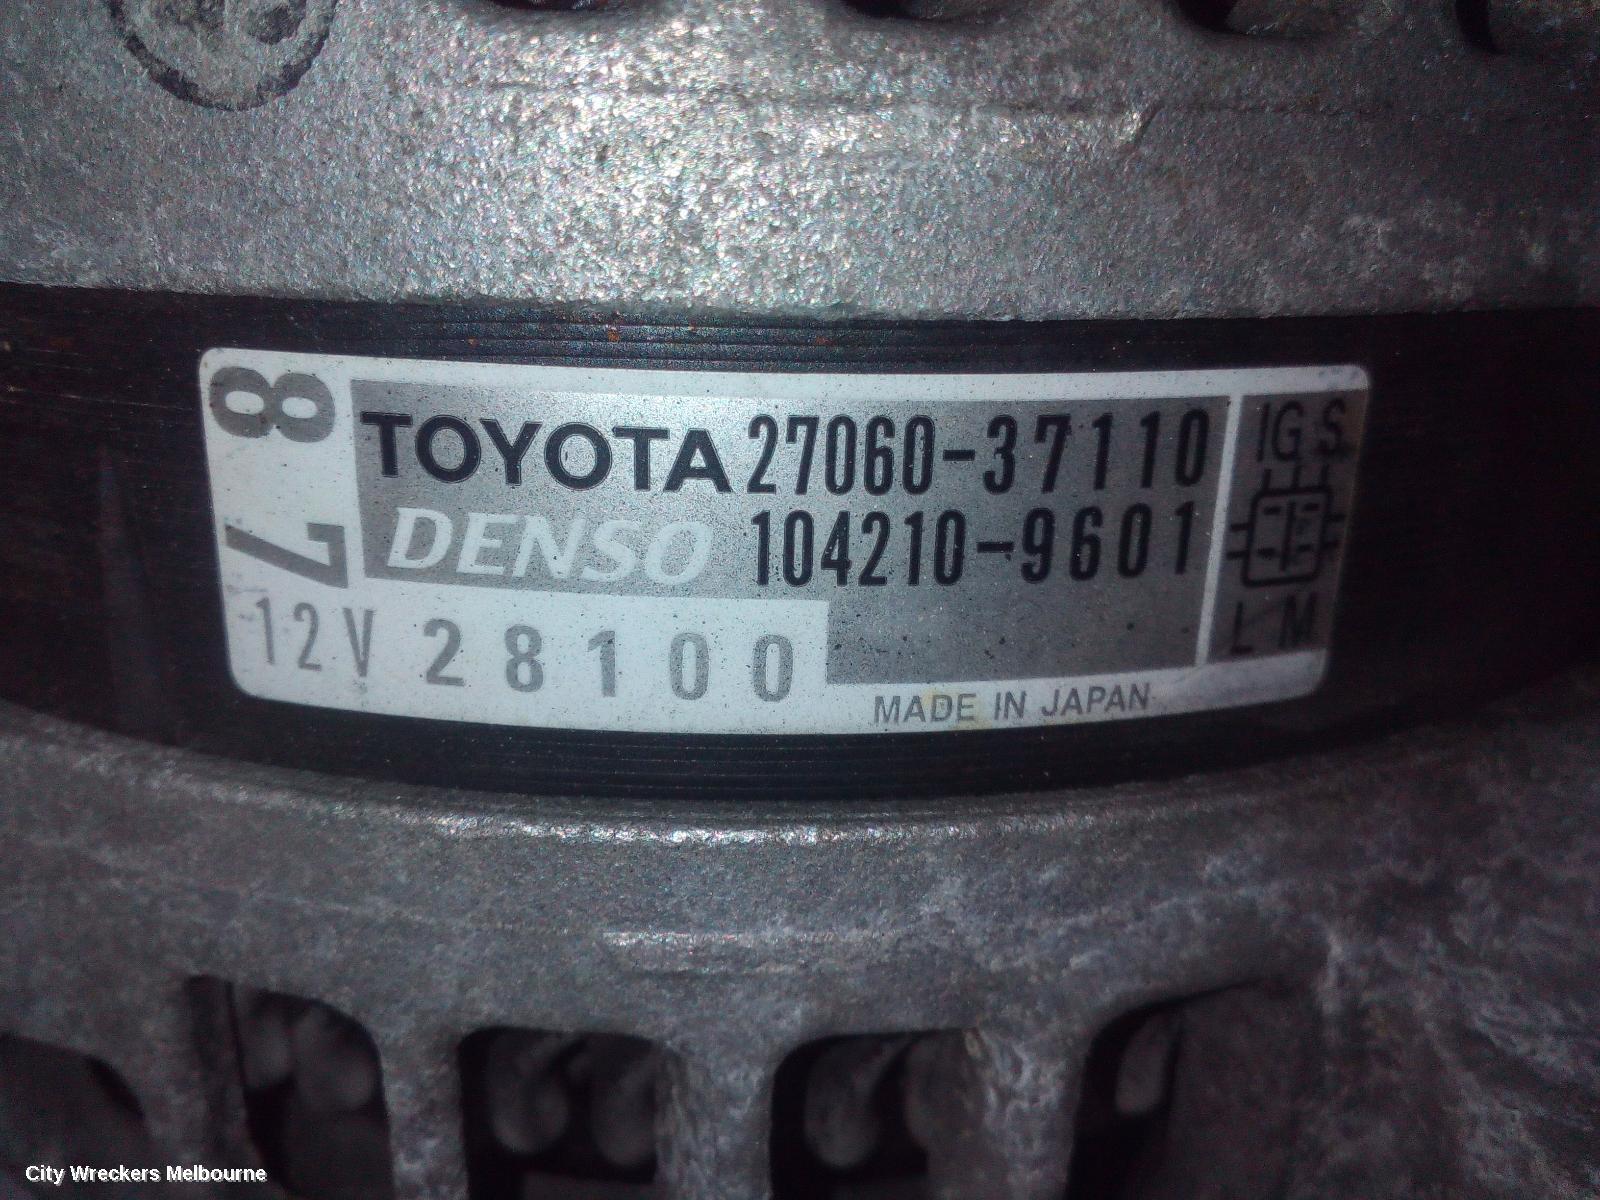 87
TOYOTA 27060-37110
DENSO 104210-9601
12V 28100
MADE IN JAPAN
IG S
L M
City Wreckers Melbourne